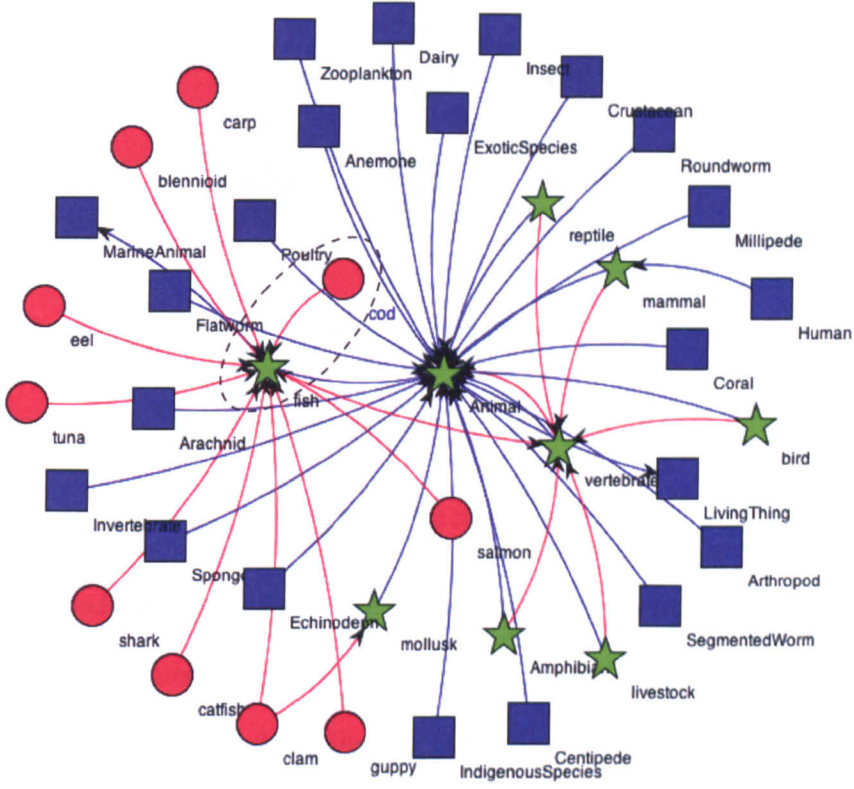 Dairy
Insect
Zooplankton
Crustacean
carp
ExoticSpecies
Anemone
Roundworm
blennioid
reptile
Millipede
MarineAnimal
Poultry
mammal
cod
Flatworm
Human
eel
Coral
fish
Animal
tuna
Arachnid
bird
vertebrate
LivingThing
Invertebrate
salmon
Sponge
Arthropod
Echinoderm
shark
mollusk
SegmentedWorm
Amphibian
livestock
catfish
clam
Centipede
guppy
IndigenousSpecies